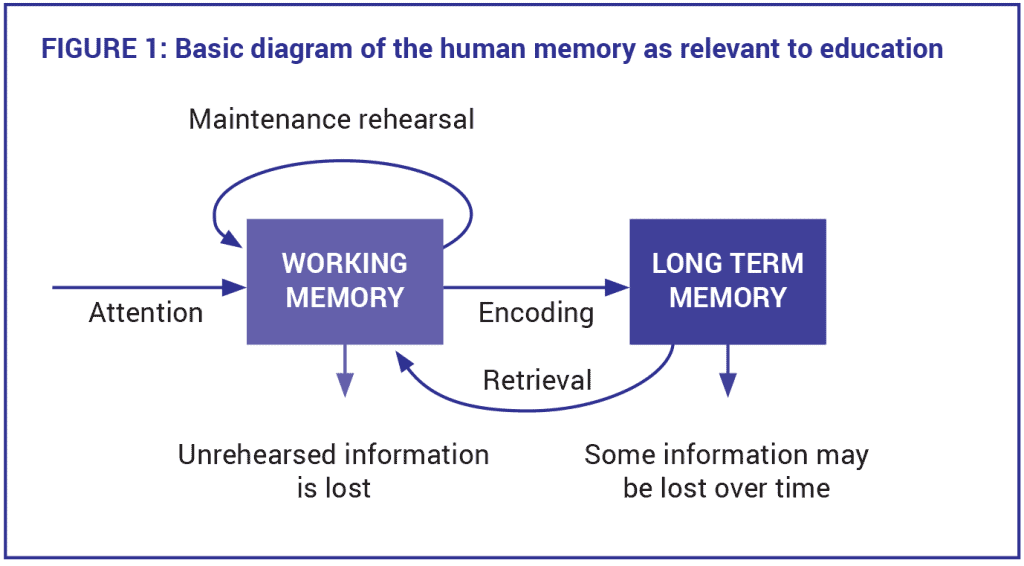 FIGURE 1: Basic diagram of the human memory as relevant to education
Maintenance rehearsal
WORKING
MEMORY
LONG TERM
MEMORY
Attention
Encoding
Retrieval
Unrehearsed information
is lost
Some information may
be lost over time